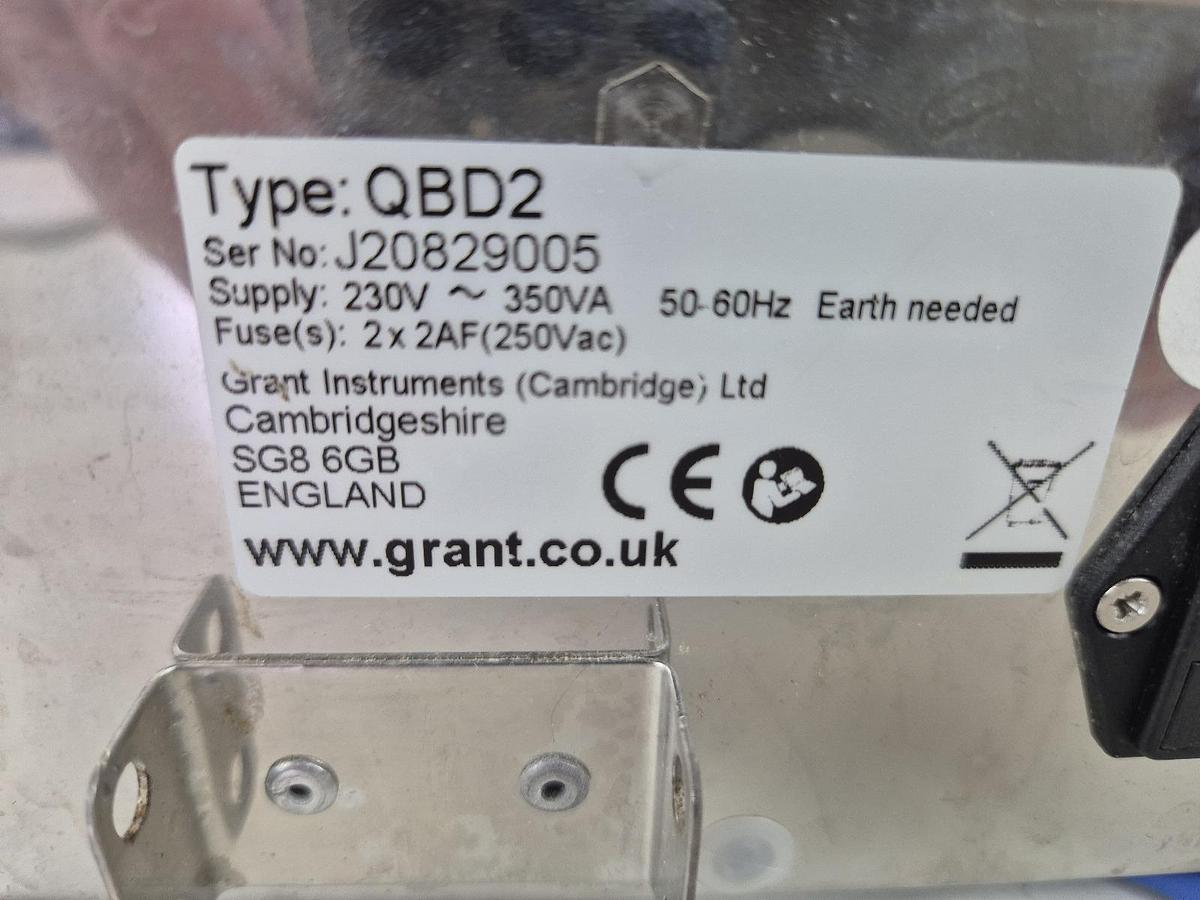 Type: QBD2
Ser No: J20829005
Supply: 230V ~ 350VA 50-60Hz Earth needed
Fuse(s): 2 x 2AF(250Vac)
Grant Instruments (Cambridge) Ltd
Cambridgeshire
SG8 6GB
ENGLAND
CE
www.grant.co.uk